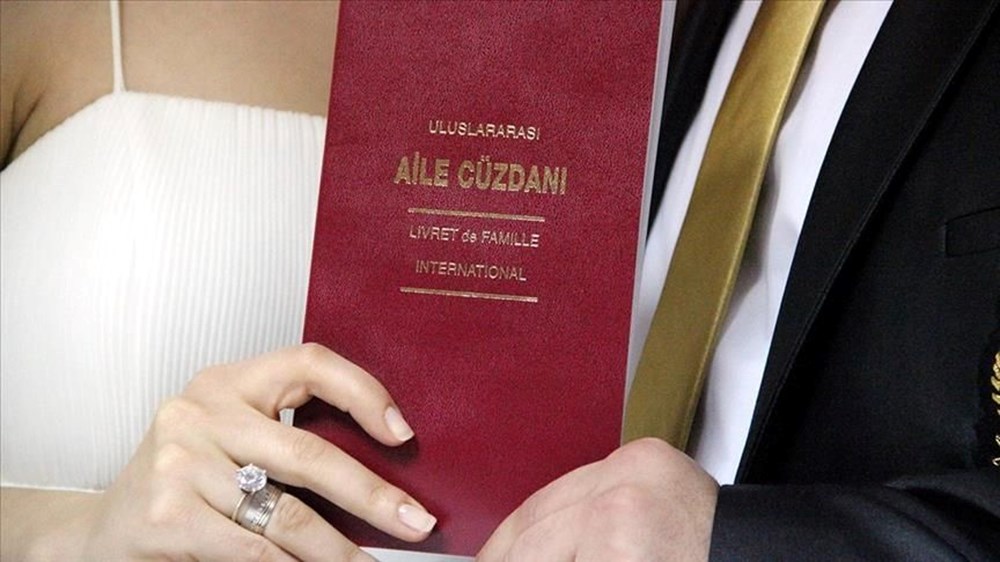 ULUSLARARASI
AİLE CÜZDANI
LIVRET de FAMILLE
INTERNATIONAL